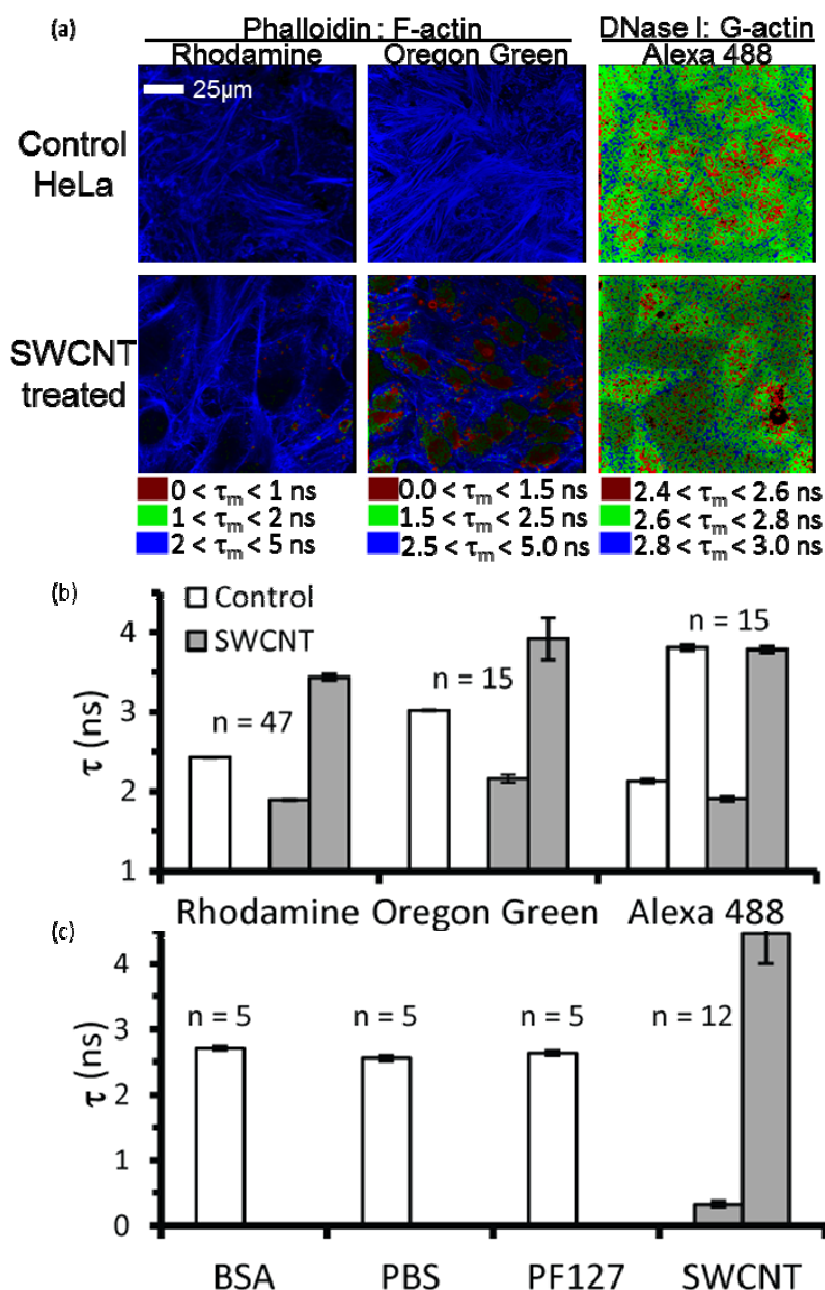 (a)
Phalloidin : F-actin
DNase I: G-actin
Rhodamine
Oregon Green
Alexa 488
25µm
Control HeLa
SWCNT treated
0 < τm < 1 ns
1 < τm < 2 ns
2 < τm < 5 ns
0.0 < τm < 1.5 ns
1.5 < τm < 2.5 ns
2.5 < τm < 5.0 ns
2.4 < τm < 2.6 ns
2.6 < τm < 2.8 ns
2.8 < τm < 3.0 ns
(b)
Control
SWCNT
τ (ns)
4
3
2
1
n = 47
n = 15
n = 15
Rhodamine Oregon Green Alexa 488
(c)
τ (ns)
4
3
2
1
0
n = 5
n = 5
n = 5
n = 12
BSA
PBS
PF127
SWCNT